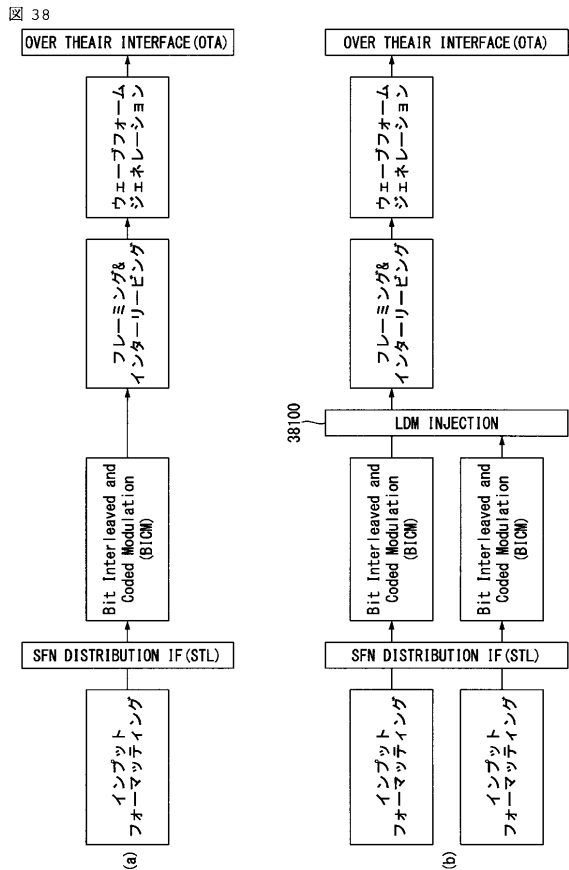 図 38
OVER THEAIR INTERFACE(OTA)
ウェーブフォーム
ジェネレーション
フレーミング&
インターリービング
Bit Interleaved and
Coded Modulation
(BICM)
SFN DISTRIBUTION IF(STL)
インプット
フォーマッティング
(a)
OVER THEAIR INTERFACE(OTA)
ウェーブフォーム
ジェネレーション
フレーミング&
インターリービング
38100
LDM INJECTION
Bit Interleaved and
Coded Modulation
(BICM)
Bit Interleaved and
Coded Modulation
(BICM)
SFN DISTRIBUTION IF(STL)
インプット
フォーマッティング
インプット
フォーマッティング
(b)